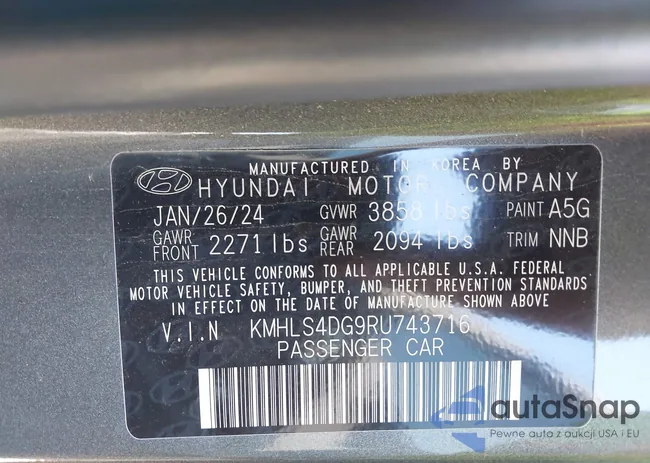 MANUFACTURED IN KOREA BY
HYUNDAI MOTOR COMPANY
JAN/26/24 GVWR 3858 lbs PAINT A5G
GAWR FRONT 2271 lbs GAWR REAR 2094 lbs TRIM NNB
THIS VEHICLE CONFORMS TO ALL APPLICABLE U.S.A. FEDERAL
MOTOR VEHICLE SAFETY, BUMPER, AND THEFT PREVENTION STANDARDS
IN EFFECT ON THE DATE OF MANUFACTURE SHOWN ABOVE
V.I.N KMHLS4DG9RU743716
PASSENGER CAR
autaSnap
Pewne auta z aukcji USA i EU